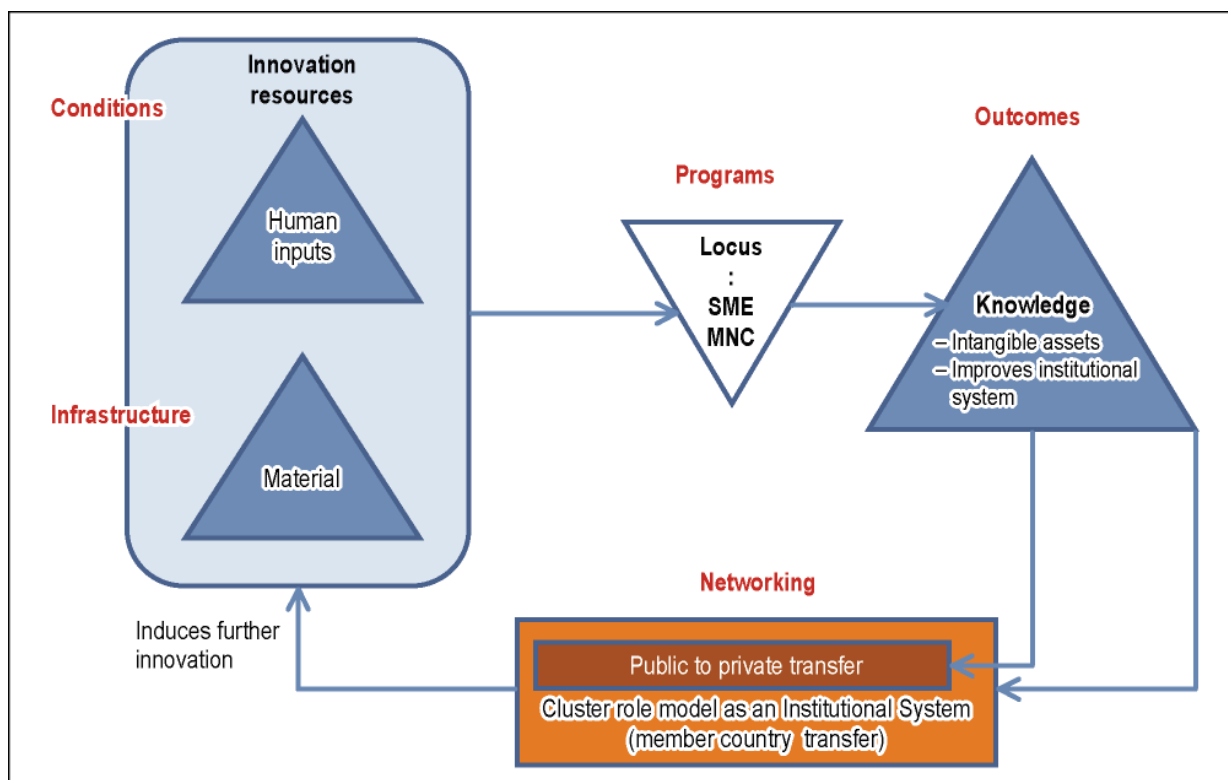 Innovation
resources
Conditions
Human
inputs
Infrastructure
Material
Programs
Locus
:
SME
MNC
Outcomes
Knowledge
– Intangible assets
– Improves institutional
system
Networking
Public to private transfer
Cluster role model as an Institutional System
(member country transfer)
Induces further
innovation